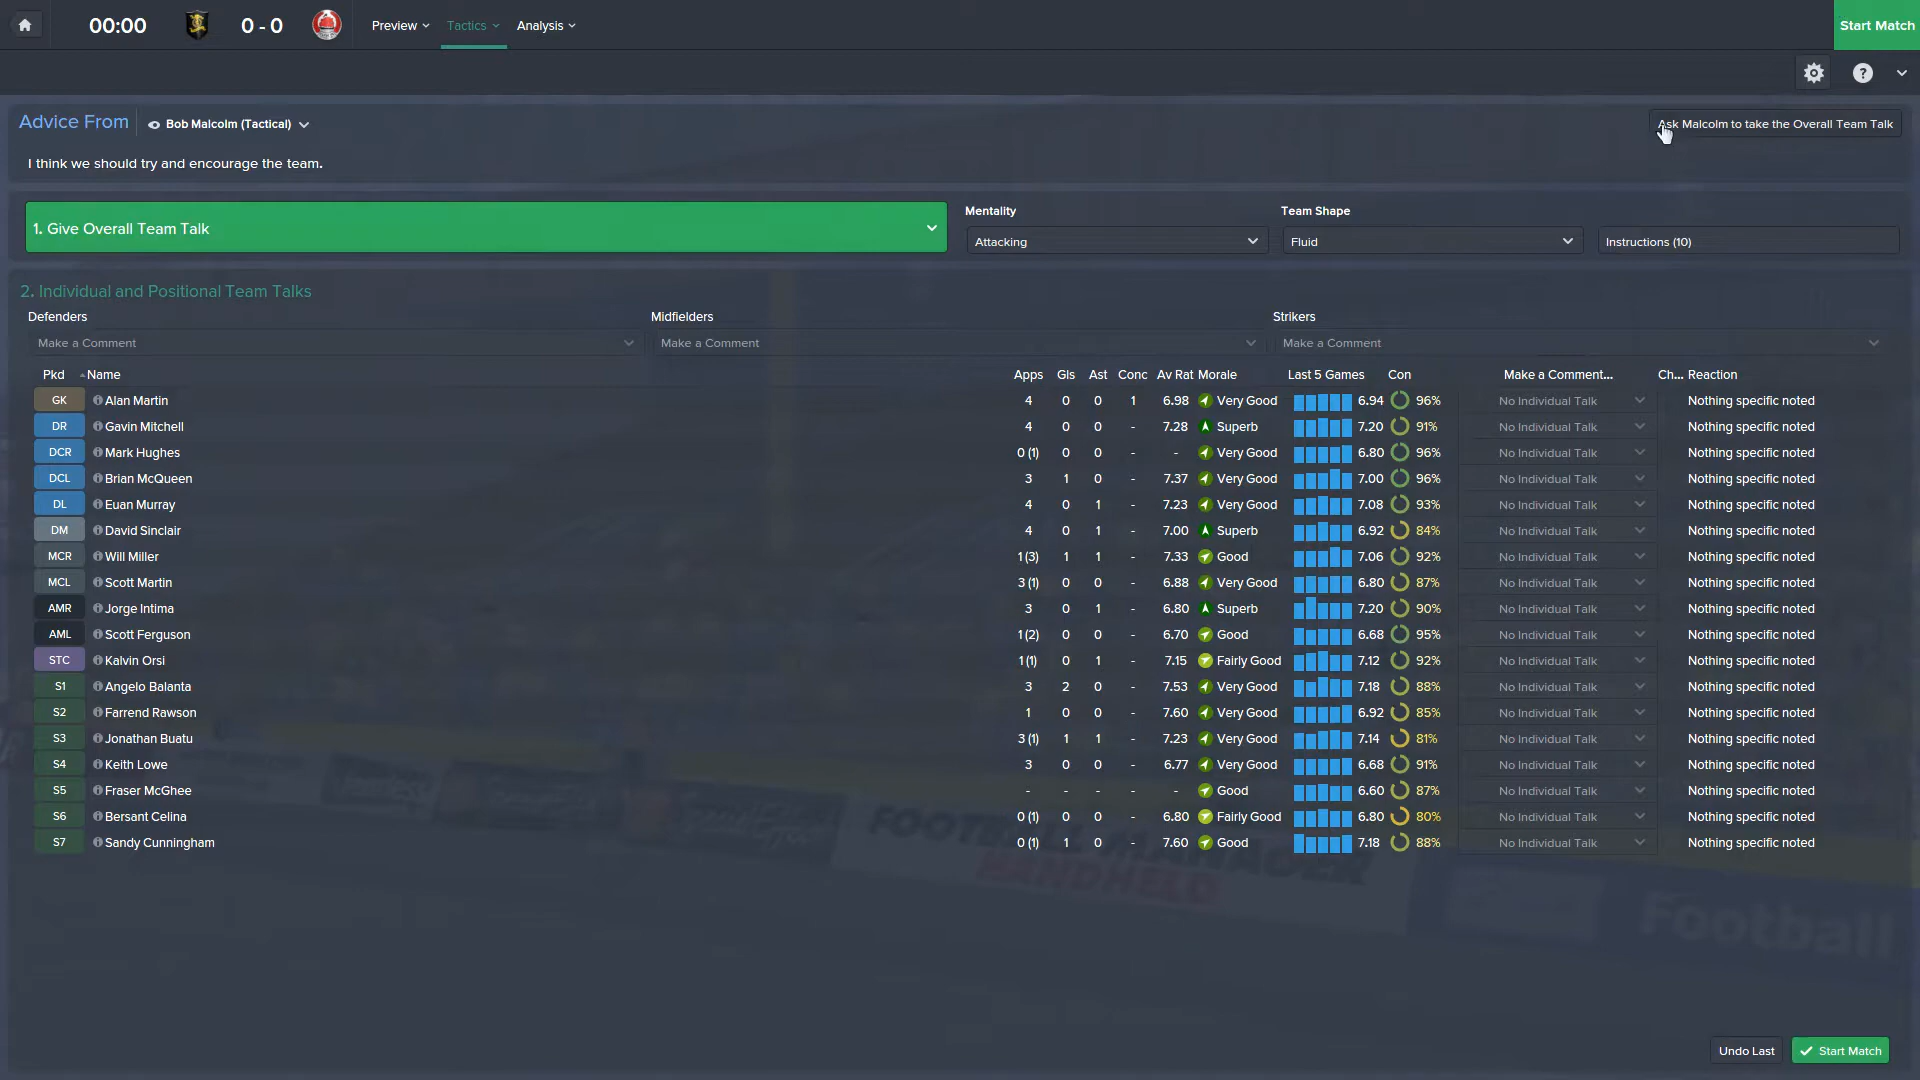 00:00 0 - 0 Preview Tactics Analysis Start Match
?
Advice From Bob Malcolm (Tactical) Ask Malcolm to take the Overall Team Talk
I think we should try and encourage the team.
1. Give Overall Team Talk
Mentality Team Shape
Attacking Fluid Instructions (10)
2. Individual and Positional Team Talks
Defenders Midfielders Strikers
Make a Comment Make a Comment Make a Comment
Pkd Name Apps Gls Ast Conc Av Rat Morale Last 5 Games Con Make a Comment... Ch... Reaction
GK Alan Martin 4 0 0 1 6.98 Very Good 6.94 96% No Individual Talk Nothing specific noted
DR Gavin Mitchell 4 0 0 - 7.28 Superb 7.20 91% No Individual Talk Nothing specific noted
DCR Mark Hughes 0 (1) 0 0 - - Very Good 6.80 96% No Individual Talk Nothing specific noted
DCL Brian McQueen 3 1 0 - 7.37 Very Good 7.00 96% No Individual Talk Nothing specific noted
DL Euan Murray 4 0 1 - 7.23 Very Good 7.08 93% No Individual Talk Nothing specific noted
DM David Sinclair 4 0 1 - 7.00 Superb 6.92 84% No Individual Talk Nothing specific noted
MCR Will Miller 1 (3) 1 1 - 7.33 Good 7.06 92% No Individual Talk Nothing specific noted
MCL Scott Martin 3 (1) 0 0 - 6.88 Very Good 6.80 87% No Individual Talk Nothing specific noted
AMR Jorge Intima 3 0 1 - 6.80 Superb 7.20 90% No Individual Talk Nothing specific noted
AML Scott Ferguson 1 (2) 0 0 - 6.70 Good 6.68 95% No Individual Talk Nothing specific noted
STC Kalvin Orsi 1 (1) 0 1 - 7.15 Fairly Good 7.12 92% No Individual Talk Nothing specific noted
S1 Angelo Balanta 3 2 0 - 7.53 Very Good 7.18 88% No Individual Talk Nothing specific noted
S2 Farrend Rawson 1 0 0 - 7.60 Very Good 6.92 85% No Individual Talk Nothing specific noted
S3 Jonathan Buatu 3 (1) 1 1 - 7.23 Very Good 7.14 81% No Individual Talk Nothing specific noted
S4 Keith Lowe 3 0 0 - 6.77 Very Good 6.68 91% No Individual Talk Nothing specific noted
S5 Fraser McGhee - - - - - Good 6.60 87% No Individual Talk Nothing specific noted
S6 Bersant Celina 0 (1) 0 0 - 6.80 Fairly Good 6.80 80% No Individual Talk Nothing specific noted
S7 Sandy Cunningham 0 (1) 1 0 - 7.60 Good 7.18 88% No Individual Talk Nothing specific noted
FOOTBALL MANAGER
HANDHELD
Football
Undo Last Start Match